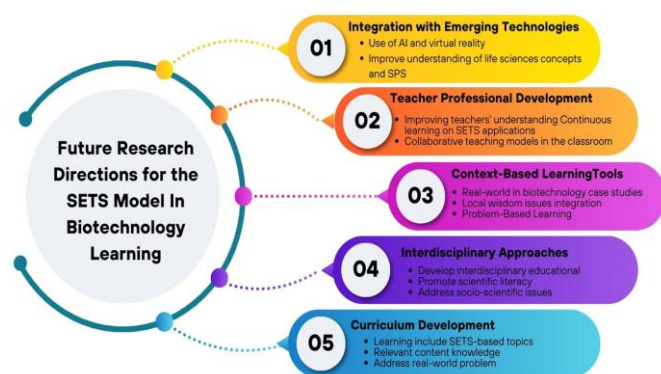 Future Research
Directions for the
SETS Model In
Biotechnology
Learning
01
Integration with Emerging Technologies
• Use of AI and virtual reality
• Improve understanding of life sciences concepts
and SPS
02
Teacher Professional Development
• Improving teachers' understanding Continuous
learning on SETS applications
• Collaborative teaching models in the classroom
03
Context-Based LearningTools
• Real-world in biotechnology case studies
• Local wisdom issues integration
• Problem-Based Learning
04
Interdisciplinary Approaches
• Develop interdisciplinary educational
• Promote scientific literacy
• Address socio-scientific issues
05
Curriculum Development
• Learning include SETS-based topics
• Relevant content knowledge
• Address real-world problem